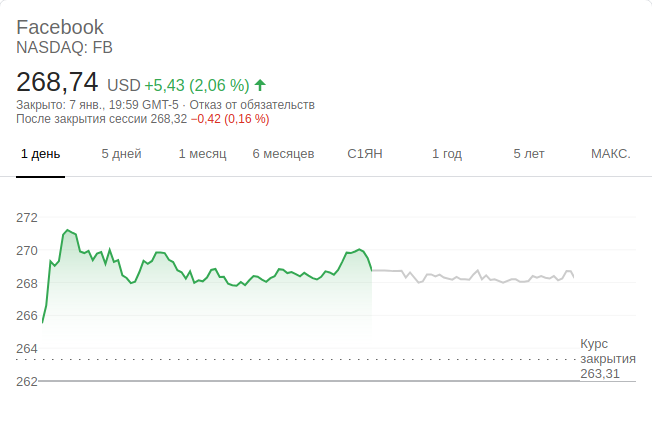 Facebook
NASDAQ: FB
268,74 USD +5,43 (2,06 %)
Закрыто: 7 янв., 19:59 GMT-5 · Отказ от обязательств
После закрытия сессии 268,32 −0,42 (0,16 %)
1 день 5 дней 1 месяц 6 месяцев С1ЯН 1 год 5 лет МАКС.
272
270
268
266
264
Курс
закрытия
263,31
262